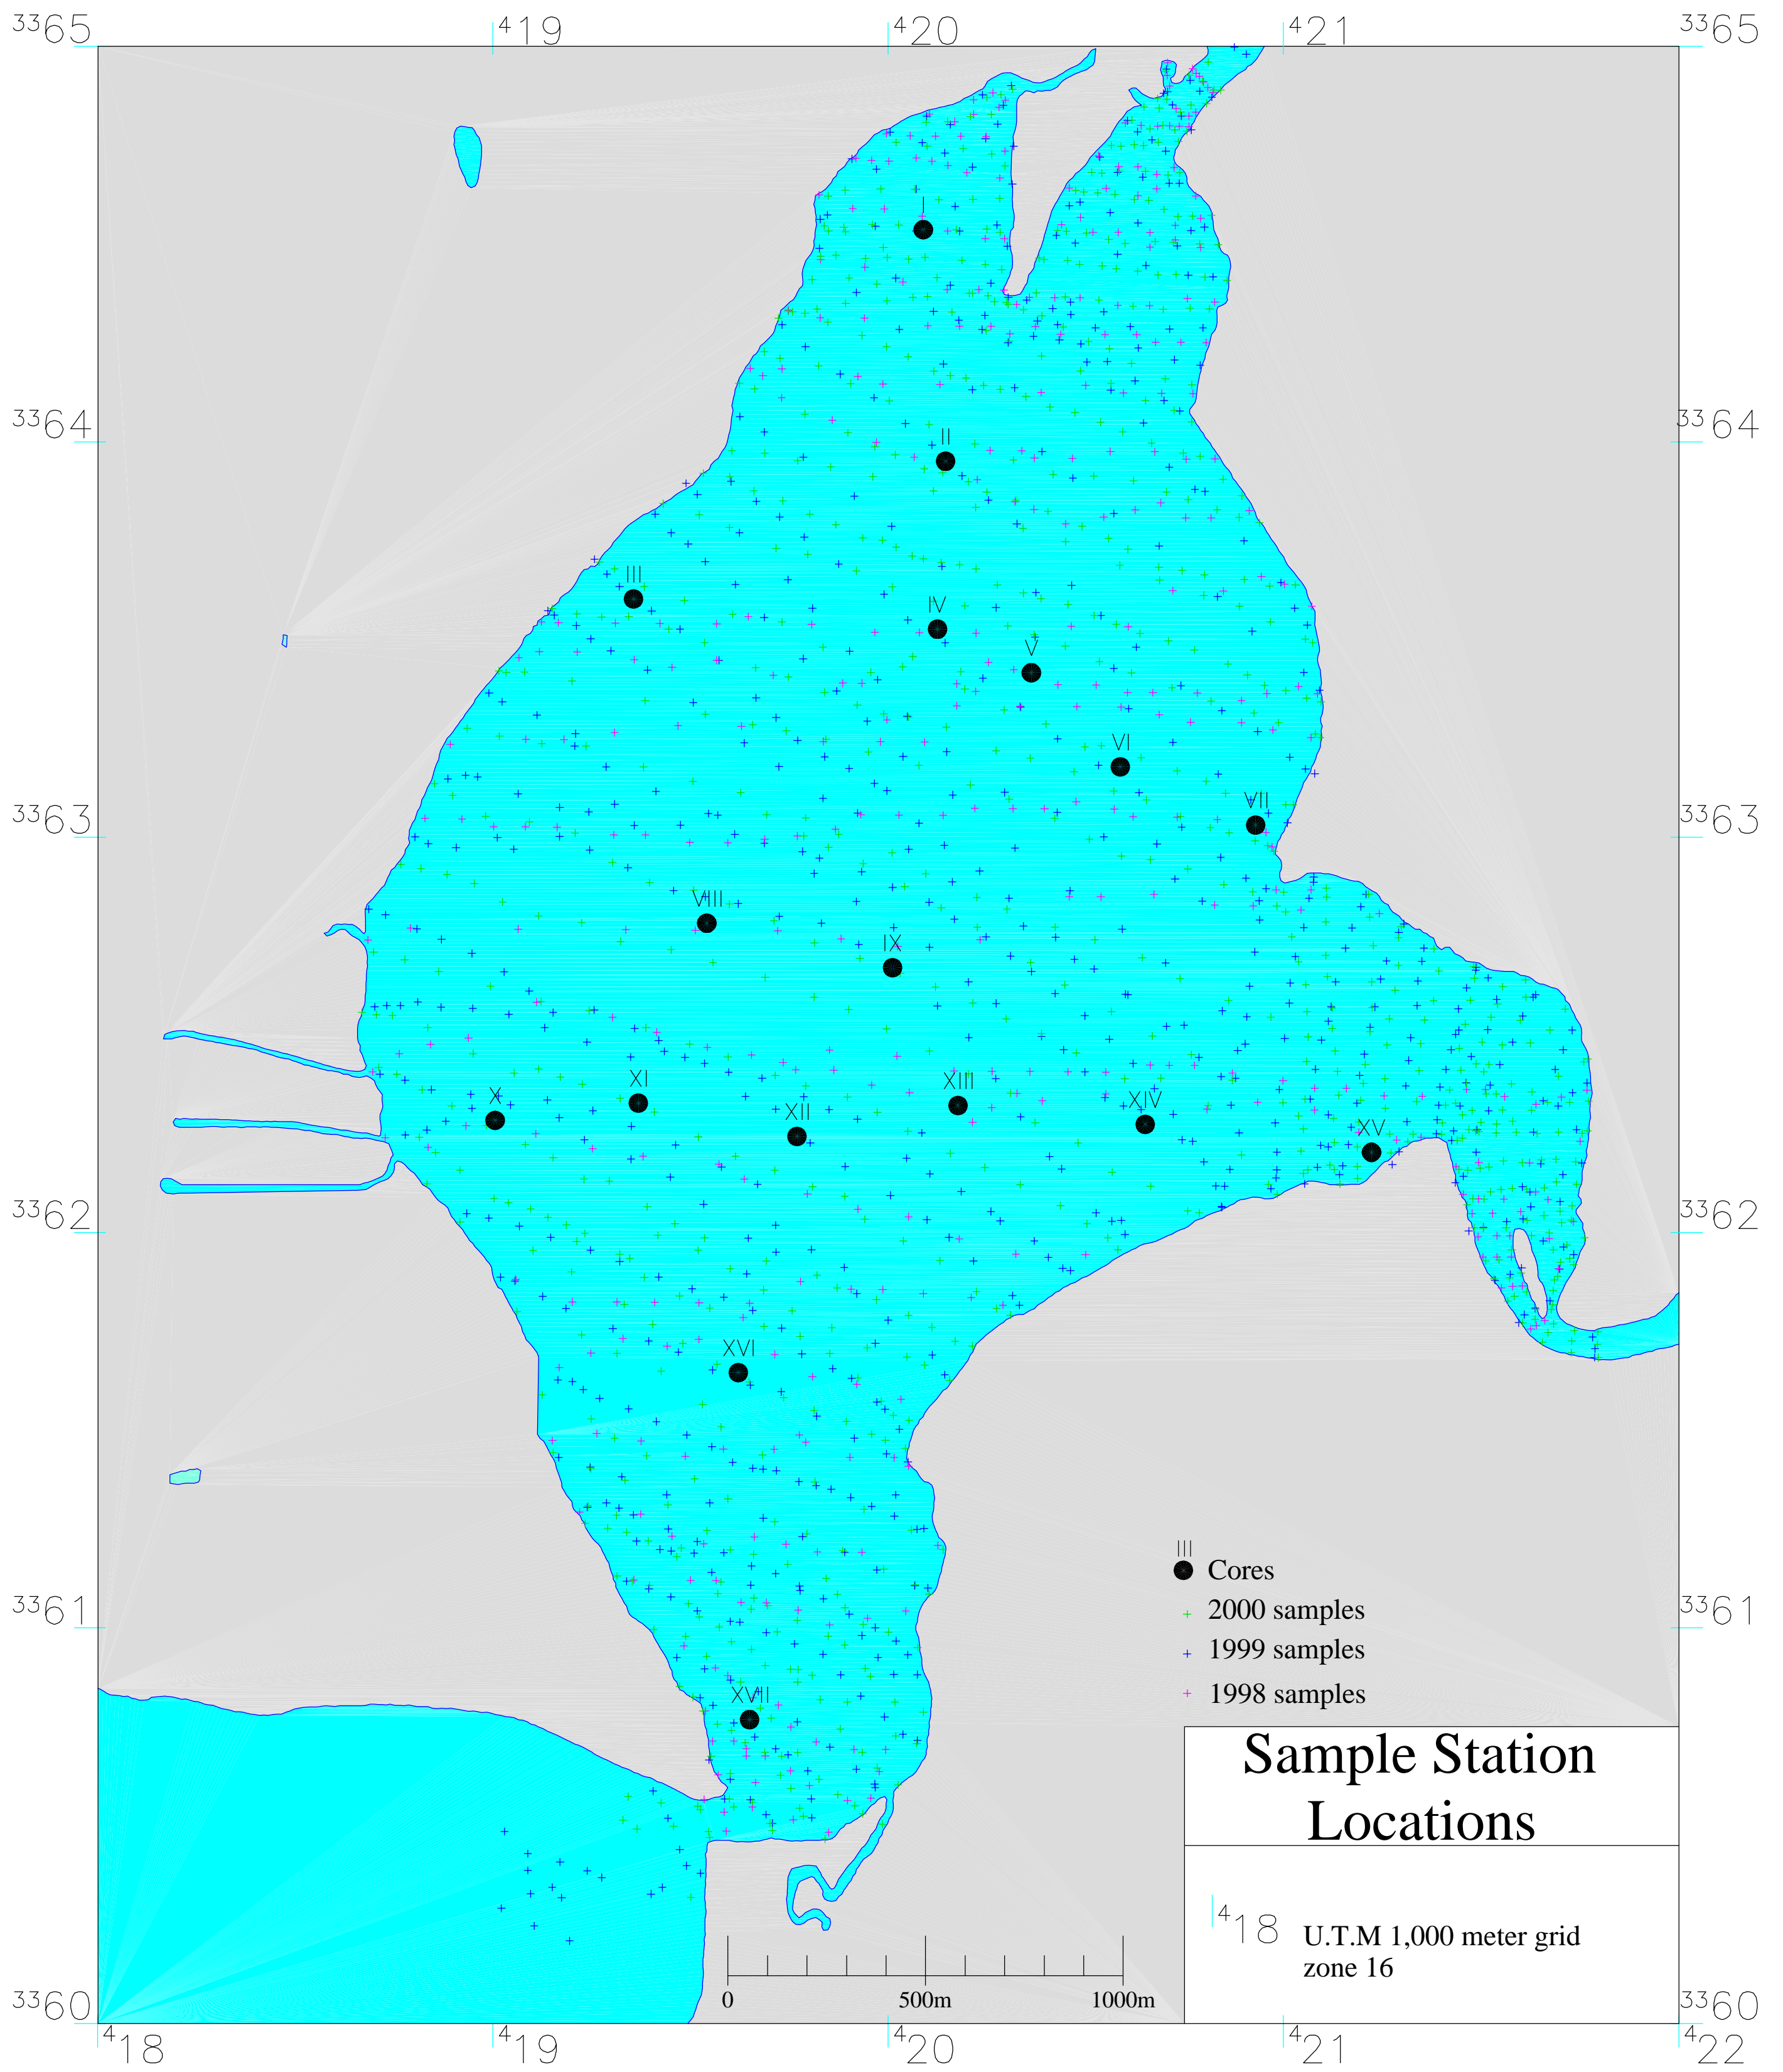 3365 419 420 421 3365
I
3364 3364
II
III
IV
V
VI
3363 VII 3363
VIII
IX
XI XIII
X XII XIV
XV
3362 3362
XVI
III
Cores
3361 2000 samples 3361
1999 samples
1998 samples
XVII
Sample Station
Locations
418 U.T.M 1,000 meter grid
zone 16
0 500m 1000m
3360 3360
418 419 420 421 422